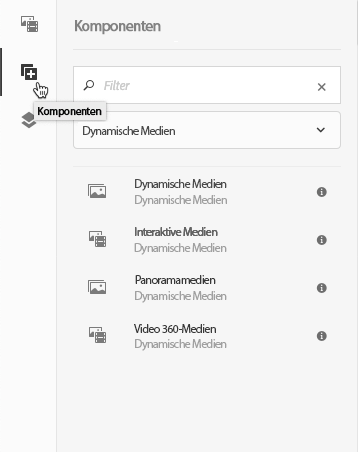 Komponenten
Filter
Komponenten
Dynamische Medien
Dynamische Medien
Dynamische Medien
Interaktive Medien
Dynamische Medien
Panoramamedien
Dynamische Medien
Video 360-Medien
Dynamische Medien